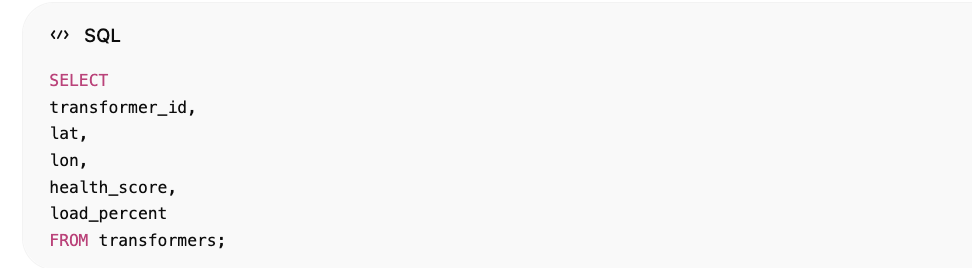 SQL
SELECT
transformer_id,
lat,
lon,
health_score,
load_percent
FROM transformers;